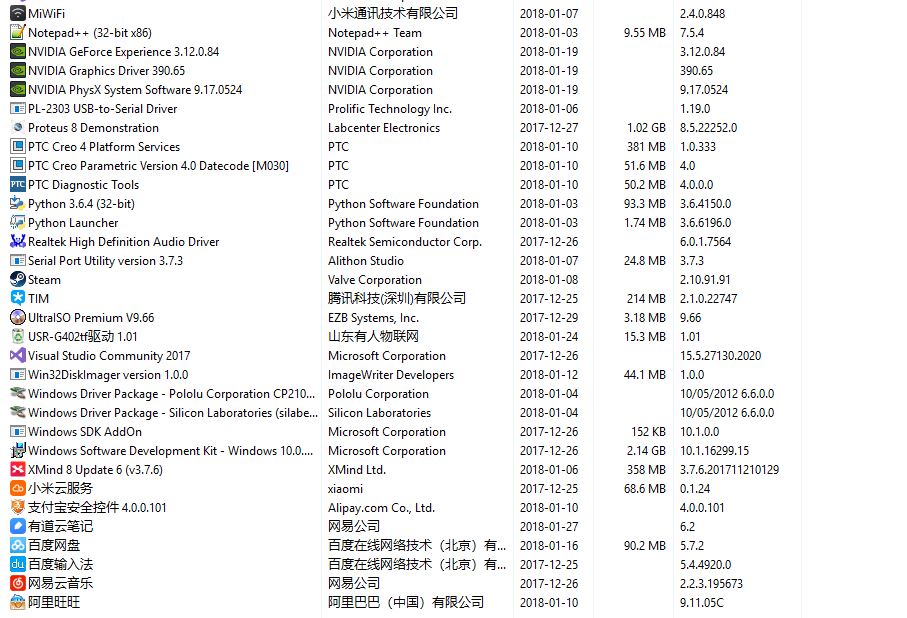 MiWiFi 小米通讯技术有限公司 2018-01-07 2.4.0.848
Notepad++ (32-bit x86) Notepad++ Team 2018-01-03 9.55 MB 7.5.4
NVIDIA GeForce Experience 3.12.0.84 NVIDIA Corporation 2018-01-19 3.12.0.84
NVIDIA Graphics Driver 390.65 NVIDIA Corporation 2018-01-19 390.65
NVIDIA PhysX System Software 9.17.0524 NVIDIA Corporation 2018-01-19 9.17.0524
PL-2303 USB-to-Serial Driver Prolific Technology Inc. 2018-01-06 1.19.0
Proteus 8 Demonstration Labcenter Electronics 2017-12-27 1.02 GB 8.5.22252.0
PTC Creo 4 Platform Services PTC 2018-01-10 381 MB 1.0.333
PTC Creo Parametric Version 4.0 Datecode [M030] PTC 2018-01-10 51.6 MB 4.0
PTC PTC Diagnostic Tools PTC 2018-01-10 50.2 MB 4.0.0.0
Python 3.6.4 (32-bit) Python Software Foundation 2018-01-03 93.3 MB 3.6.4150.0
Python Launcher Python Software Foundation 2018-01-03 1.74 MB 3.6.6196.0
Realtek High Definition Audio Driver Realtek Semiconductor Corp. 2017-12-26 6.0.1.7564
Serial Port Utility version 3.7.3 Alithon Studio 2018-01-07 24.8 MB 3.7.3
Steam Valve Corporation 2018-01-08 2.10.91.91
TIM 腾讯科技(深圳)有限公司 2017-12-25 214 MB 2.1.0.22747
UltraISO Premium V9.66 EZB Systems, Inc. 2017-12-29 3.18 MB 9.66
USR-G402tf驱动 1.01 山东有人物联网 2018-01-24 15.3 MB 1.01
Visual Studio Community 2017 Microsoft Corporation 2017-12-26 15.5.27130.2020
Win32DiskImager version 1.0.0 ImageWriter Developers 2018-01-12 44.1 MB 1.0.0
Windows Driver Package - Pololu Corporation CP210... Pololu Corporation 2018-01-04 10/05/2012 6.6.0.0
Windows Driver Package - Silicon Laboratories (silabe... Silicon Laboratories 2018-01-04 10/05/2012 6.6.0.0
Windows SDK AddOn Microsoft Corporation 2017-12-26 152 KB 10.1.0.0
Windows Software Development Kit - Windows 10.0.... Microsoft Corporation 2017-12-26 2.14 GB 10.1.16299.15
XMind 8 Update 6 (v3.7.6) XMind Ltd. 2018-01-06 358 MB 3.7.6.201711210129
小米云服务 xiaomi 2017-12-25 68.6 MB 0.1.24
支付宝安全控件 4.0.0.101 Alipay.com Co., Ltd. 2018-01-10 4.0.0.101
有道云笔记 网易公司 2018-01-27 6.2
百度网盘 百度在线网络技术（北京）有... 2018-01-16 90.2 MB 5.7.2
du 百度输入法 百度在线网络技术（北京）有... 2017-12-25 5.4.4920.0
网易云音乐 网易公司 2017-12-26 2.2.3.195673
阿里旺旺 阿里巴巴（中国）有限公司 2018-01-10 9.11.05C